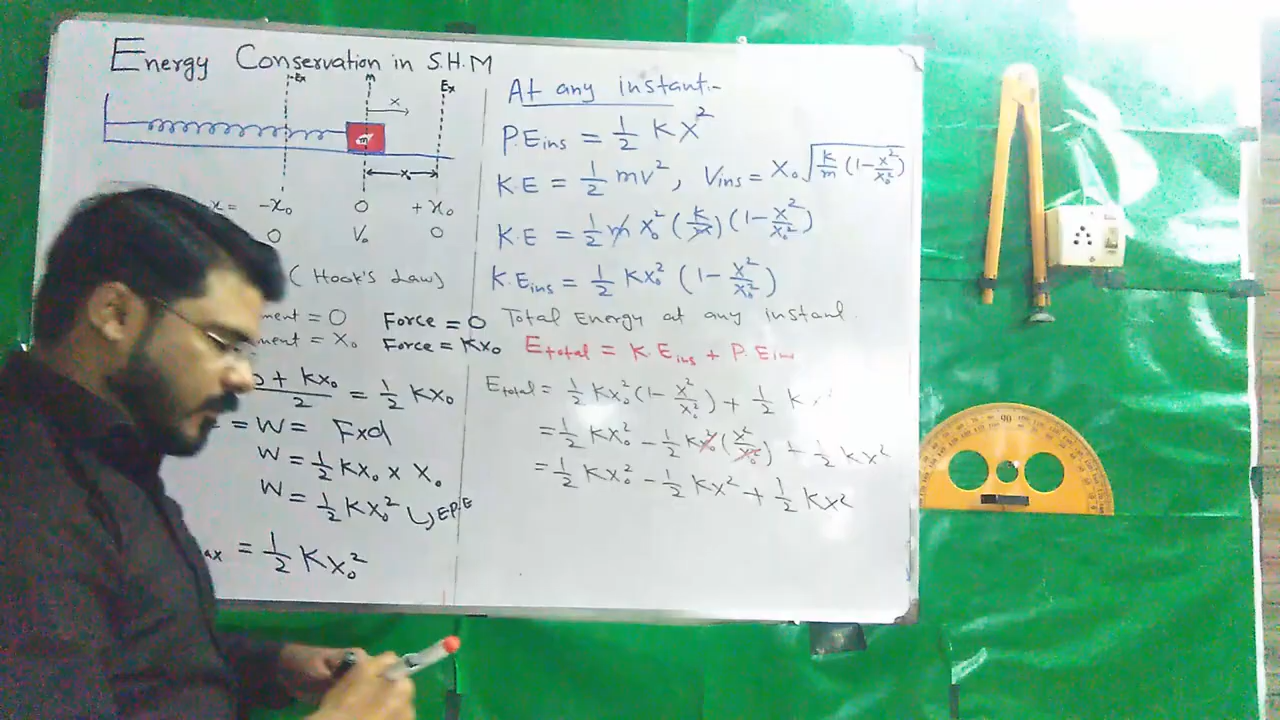 Energy Conservation in S.H.M
-Ex m Ex
x
m
x₀
x= -x₀ 0 +x₀
0 V₀ 0
( Hook's Law)
ment = 0 Force = 0
ment = x₀ Force = Kx₀
+ Kx₀ / 2 = 1/2 Kx₀
= W = Fxd
W = 1/2 Kx₀ × x₀
W = 1/2 Kx₀² ↳ E.P.E
ax = 1/2 Kx₀²
At any instant:-
P.Eins = 1/2 Kx²
K.E = 1/2 mv², Vins = x₀√(k/m (1-x²/x₀²))
K.E = 1/2 m x₀² (k/m) (1-x²/x₀²)
K.Eins = 1/2 Kx₀² (1-x²/x₀²)
Total Energy at any instant.
Etotal = K.Eins + P.Eins
Etotal = 1/2 Kx₀² (1-x²/x₀²) + 1/2 K x
= 1/2 Kx₀² - 1/2 Kx₀² (x²/x₀²) + 1/2 Kx²
= 1/2 Kx₀² - 1/2 Kx² + 1/2 Kx²
90